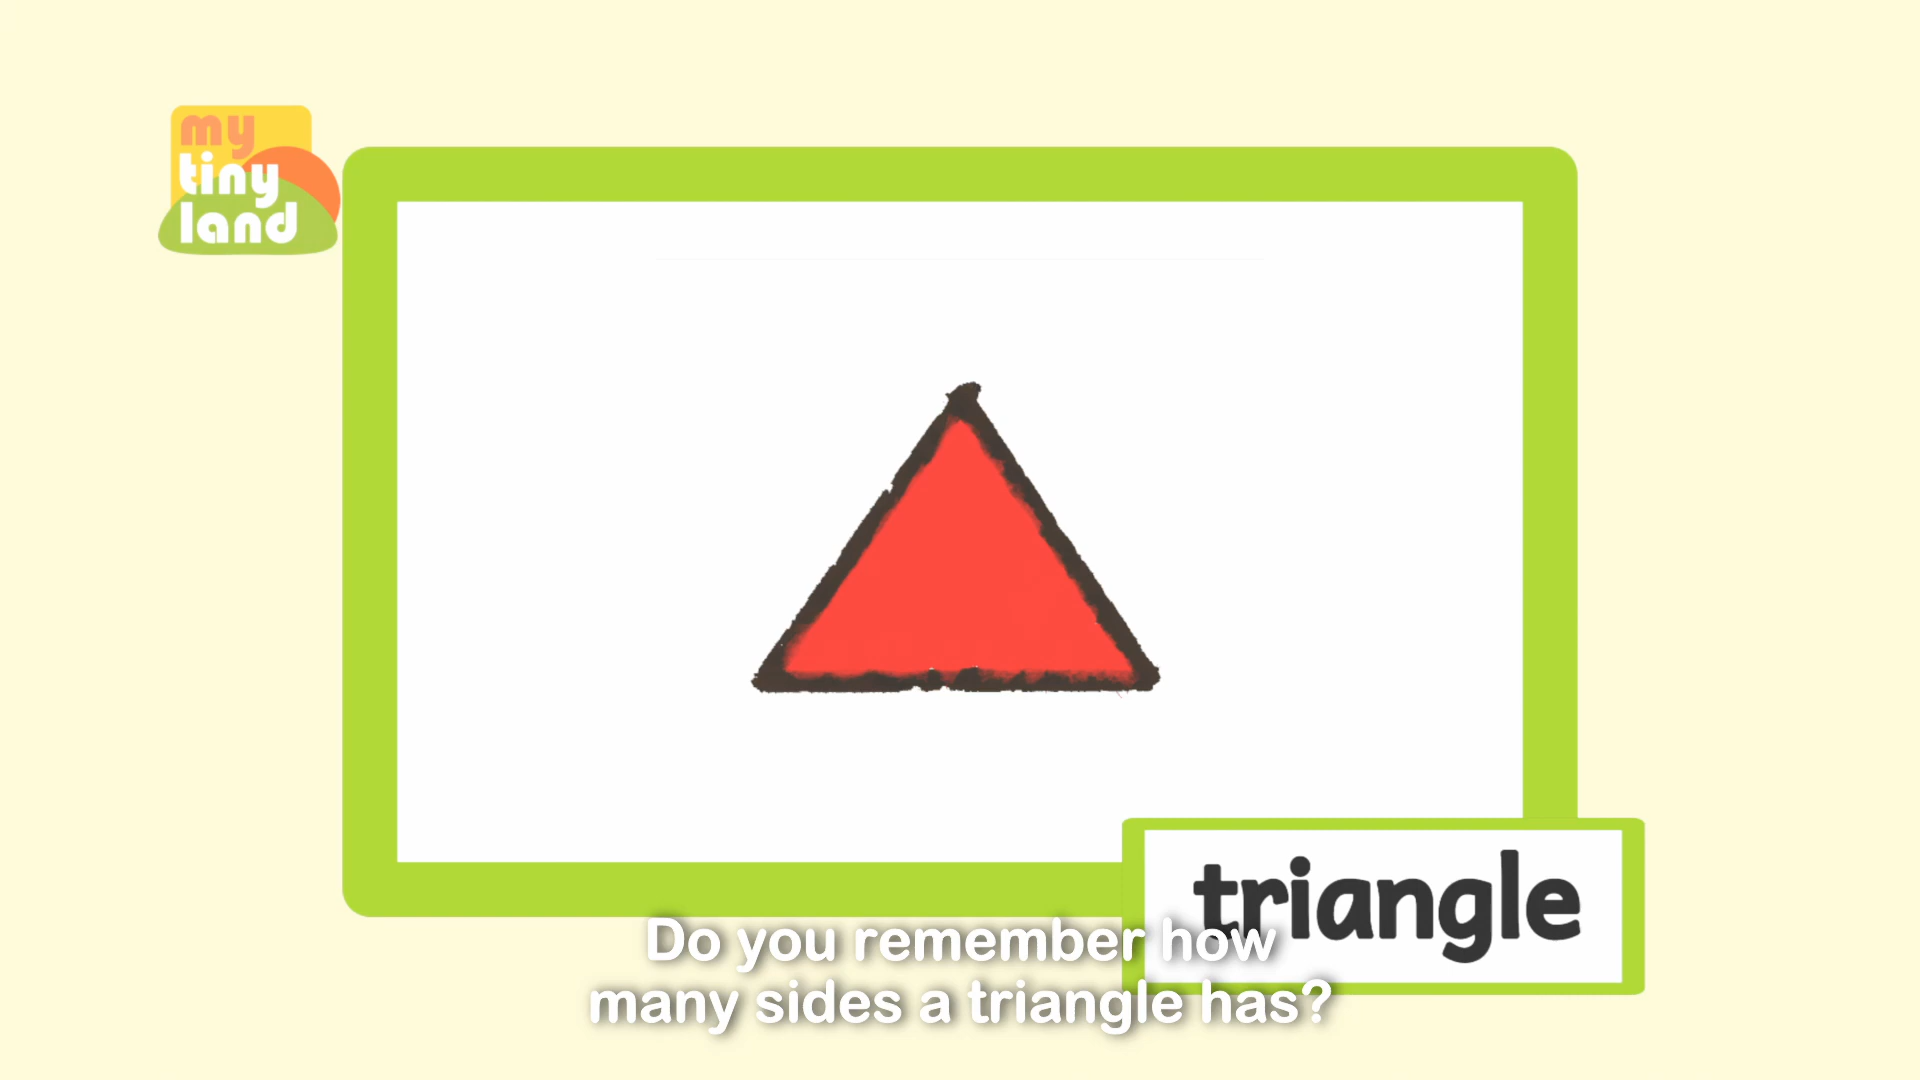 my
tiny
land
triangle
Do you remember how
many sides a triangle has?